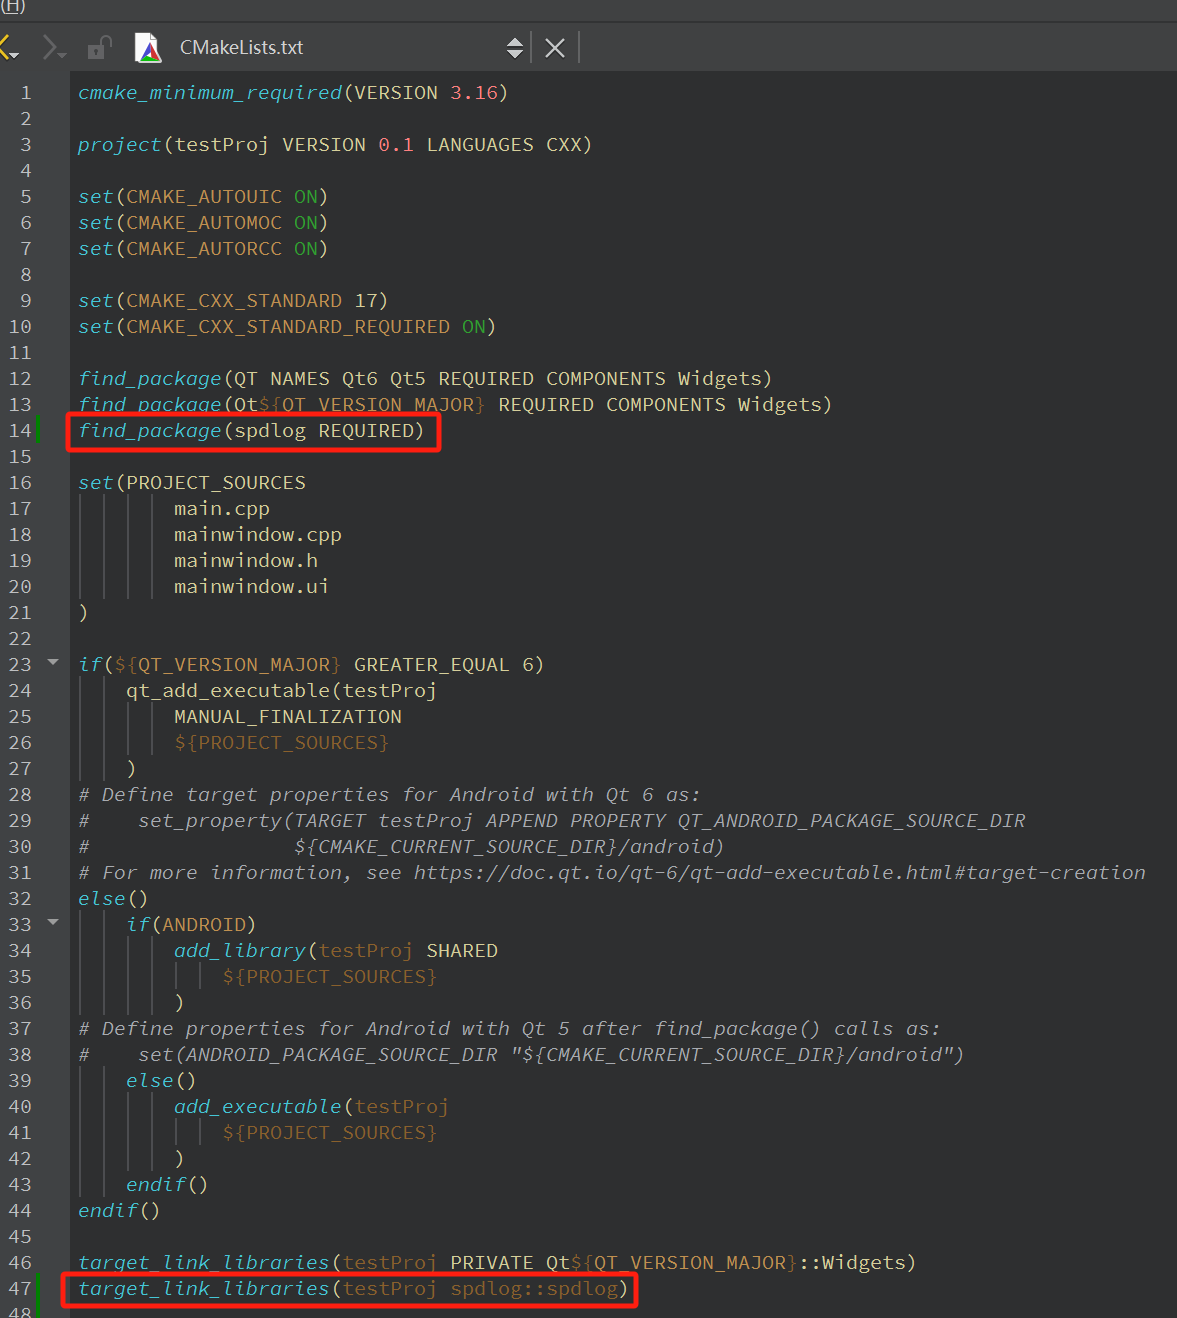 (H)
CMakeLists.txt
1 cmake_minimum_required(VERSION 3.16)
2
3 project(testProj VERSION 0.1 LANGUAGES CXX)
4
5 set(CMAKE_AUTOUIC ON)
6 set(CMAKE_AUTOMOC ON)
7 set(CMAKE_AUTORCC ON)
8
9 set(CMAKE_CXX_STANDARD 17)
10 set(CMAKE_CXX_STANDARD_REQUIRED ON)
11
12 find_package(QT NAMES Qt6 Qt5 REQUIRED COMPONENTS Widgets)
13 find_package(Qt${QT_VERSION_MAJOR} REQUIRED COMPONENTS Widgets)
14 find_package(spdlog REQUIRED)
15
16 set(PROJECT_SOURCES
17 main.cpp
18 mainwindow.cpp
19 mainwindow.h
20 mainwindow.ui
21 )
22
23 if(${QT_VERSION_MAJOR} GREATER_EQUAL 6)
24 qt_add_executable(testProj
25 MANUAL_FINALIZATION
26 ${PROJECT_SOURCES}
27 )
28 # Define target properties for Android with Qt 6 as:
29 # set_property(TARGET testProj APPEND PROPERTY QT_ANDROID_PACKAGE_SOURCE_DIR
30 # ${CMAKE_CURRENT_SOURCE_DIR}/android)
31 # For more information, see https://doc.qt.io/qt-6/qt-add-executable.html#target-creation
32 else()
33 if(ANDROID)
34 add_library(testProj SHARED
35 ${PROJECT_SOURCES}
36 )
37 # Define properties for Android with Qt 5 after find_package() calls as:
38 # set(ANDROID_PACKAGE_SOURCE_DIR "${CMAKE_CURRENT_SOURCE_DIR}/android")
39 else()
40 add_executable(testProj
41 ${PROJECT_SOURCES}
42 )
43 endif()
44 endif()
45
46 target_link_libraries(testProj PRIVATE Qt${QT_VERSION_MAJOR}::Widgets)
47 target_link_libraries(testProj spdlog::spdlog)
48